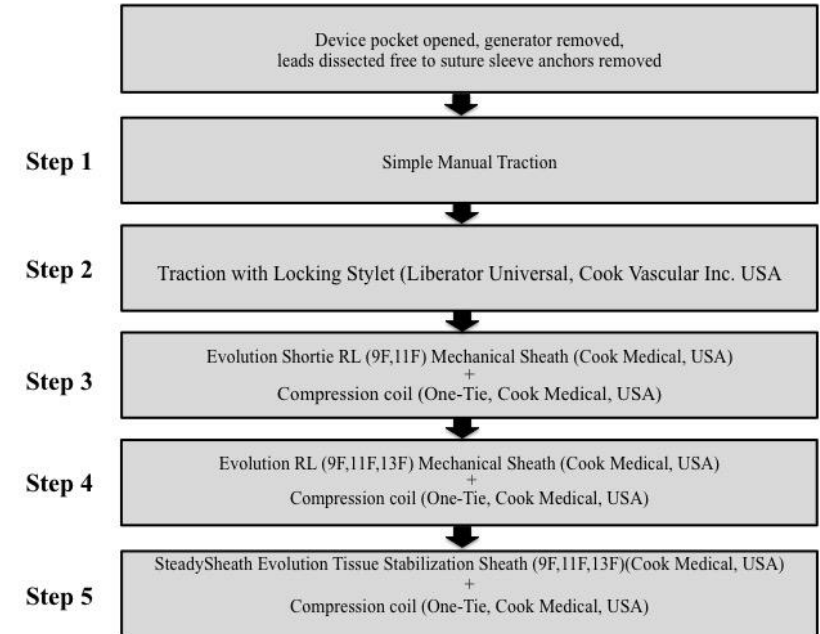 Device pocket opened, generator removed,
leads dissected free to suture sleeve anchors removed
Step 1
Simple Manual Traction
Step 2
Traction with Locking Stylet (Liberator Universal, Cook Vascular Inc. USA
Step 3
Evolution Shortie RL (9F,11F) Mechanical Sheath (Cook Medical, USA)
+
Compression coil (One-Tie, Cook Medical, USA)
Step 4
Evolution RL (9F,11F,13F) Mechanical Sheath (Cook Medical, USA)
+
Compression coil (One-Tie, Cook Medical, USA)
Step 5
SteadySheath Evolution Tissue Stabilization Sheath (9F,11F,13F)(Cook Medical, USA)
+
Compression coil (One-Tie, Cook Medical, USA)